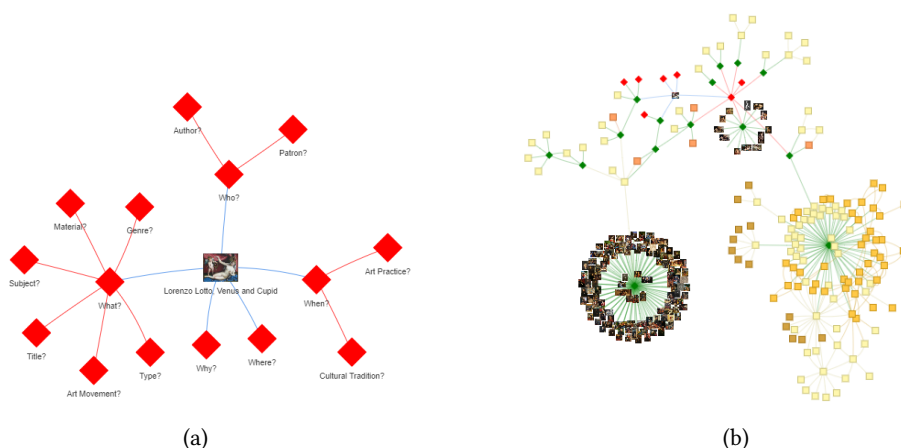 Author?
Patron?
Who?
Material?
Genre?
Art Practice?
Subject?
Lorenzo Lotto, Venus and Cupid
What?
When?
Title?
Type?
Why?
Where?
Art Movement?
Cultural Tradition?
(a)
(b)